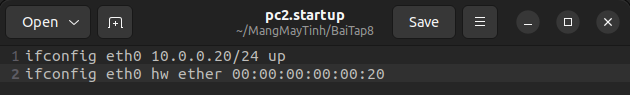 Open
pc2.startup
~/MangMayTinh/BaiTap8
Save
1 ifconfig eth0 10.0.0.20/24 up
2 ifconfig eth0 hw ether 00:00:00:00:00:20